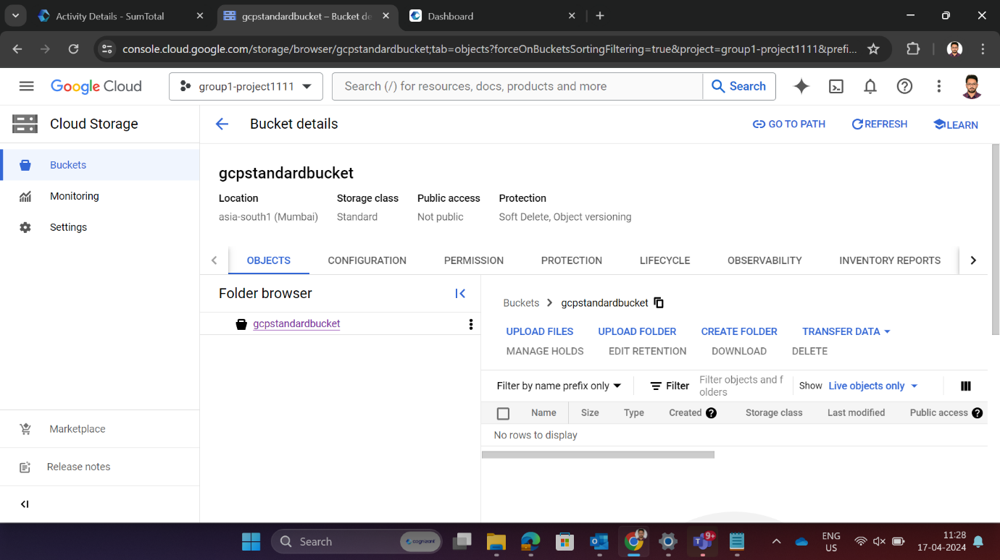 Activity Details - SumTotal
gcpstandardbucket – Bucket de
Dashboard
console.cloud.google.com/storage/browser/gcpstandardbucket;tab=objects?forceOnBucketsSortingFiltering=true&project=group1-project1111&prefi...
Google Cloud
group1-project1111
Search (/) for resources, docs, products and more
Search
Cloud Storage
Bucket details
GO TO PATH
REFRESH
LEARN
Buckets
Monitoring
Settings
Marketplace
Release notes
gcpstandardbucket
Location Storage class Public access Protection
asia-south1 (Mumbai) Standard Not public Soft Delete, Object versioning
OBJECTS CONFIGURATION PERMISSION PROTECTION LIFECYCLE OBSERVABILITY INVENTORY REPORTS
Folder browser
gcpstandardbucket
Buckets > gcpstandardbucket
UPLOAD FILES UPLOAD FOLDER CREATE FOLDER TRANSFER DATA
MANAGE HOLDS EDIT RETENTION DOWNLOAD DELETE
Filter by name prefix only Filter Filter objects and f
olders
Show Live objects only
Name Size Type Created Storage class Last modified Public access
No rows to display
Search
cognizant
9+
ENG
US
11:28
17-04-2024